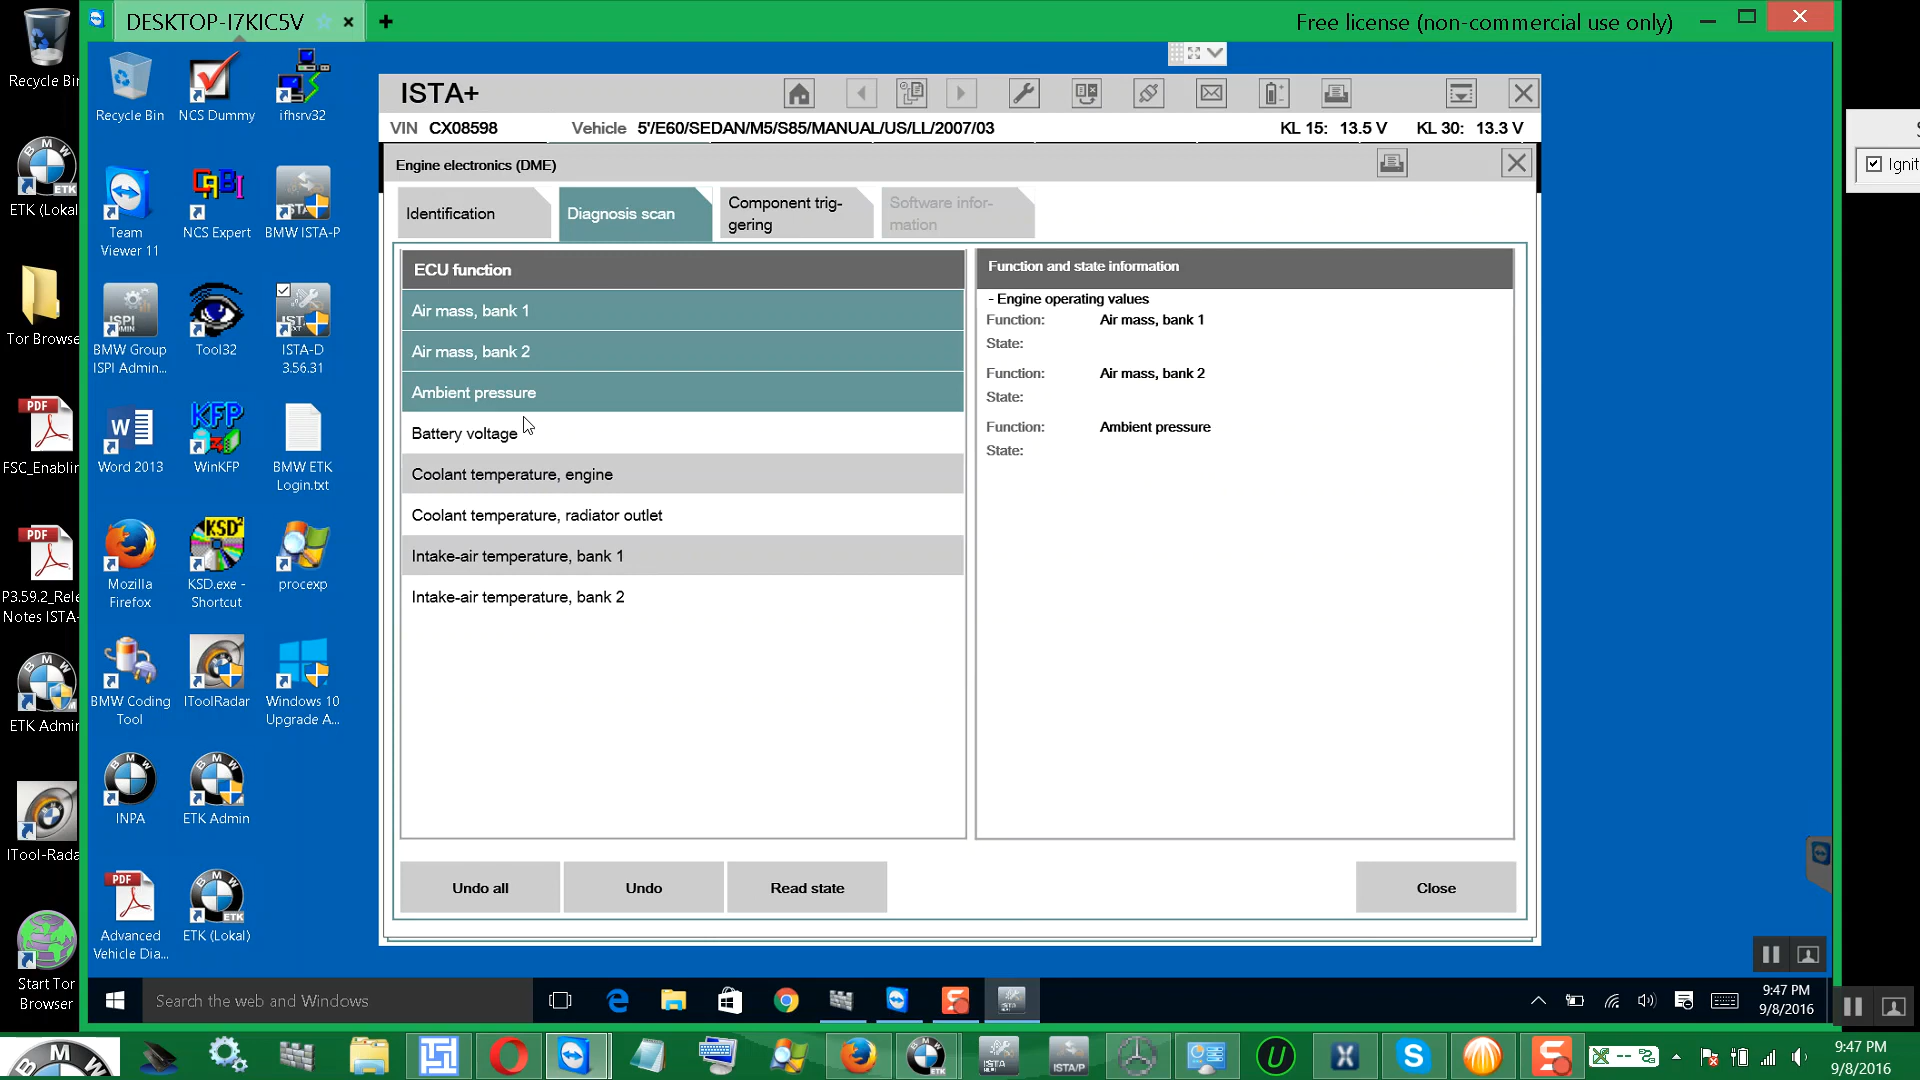 DESKTOP-I7KIC5V
Free license (non-commercial use only)
Recycle Bin
ETK (Lokal
Tor Browse
PDF
FSC_Enablin
PDF
P3.59.2_Rele
Notes ISTA-
ETK Admin
ITool-Rada
Start Tor
Browser
Recycle Bin
NCS Dummy
ifhsrv32
Team
Viewer 11
NCS Expert
BMW ISTA-P
BMW Group
ISPI Admin...
Tool32
ISTA-D
3.56.31
Word 2013
KFP
WinKFP
BMW ETK
Login.txt
Mozilla
Firefox
KSD²
KSD.exe -
Shortcut
procexp
BMW Coding
Tool
IToolRadar
Windows 10
Upgrade A...
INPA
ETK Admin
PDF
Advanced
Vehicle Dia...
ETK
ETK (Lokal)
ISTA+
VIN CX08598 Vehicle 5'/E60/SEDAN/M5/S85/MANUAL/US/LL/2007/03 KL 15: 13.5 V KL 30: 13.3 V
Engine electronics (DME)
Identification
Diagnosis scan
Component trig-
gering
Software infor-
mation
ECU function
Air mass, bank 1
Air mass, bank 2
Ambient pressure
Battery voltage
Coolant temperature, engine
Coolant temperature, radiator outlet
Intake-air temperature, bank 1
Intake-air temperature, bank 2
Function and state information
- Engine operating values
Function: Air mass, bank 1
State:
Function: Air mass, bank 2
State:
Function: Ambient pressure
State:
Undo all
Undo
Read state
Close
Ignit
Search the web and Windows
9:47 PM
9/8/2016
ISTA/P
9:47 PM
9/8/2016